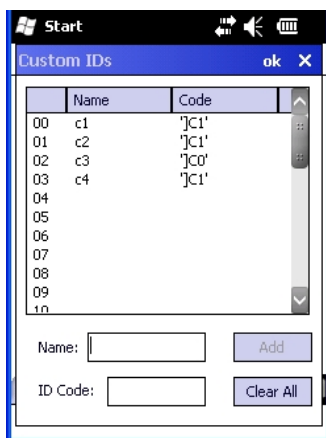 Start
Custom IDs ok X
Name Code
00 c1 ']C1'
01 c2 ']C1'
02 c3 ']C0'
03 c4 ']C1'
04
05
06
07
08
09
10
Name: Add
ID Code: Clear All